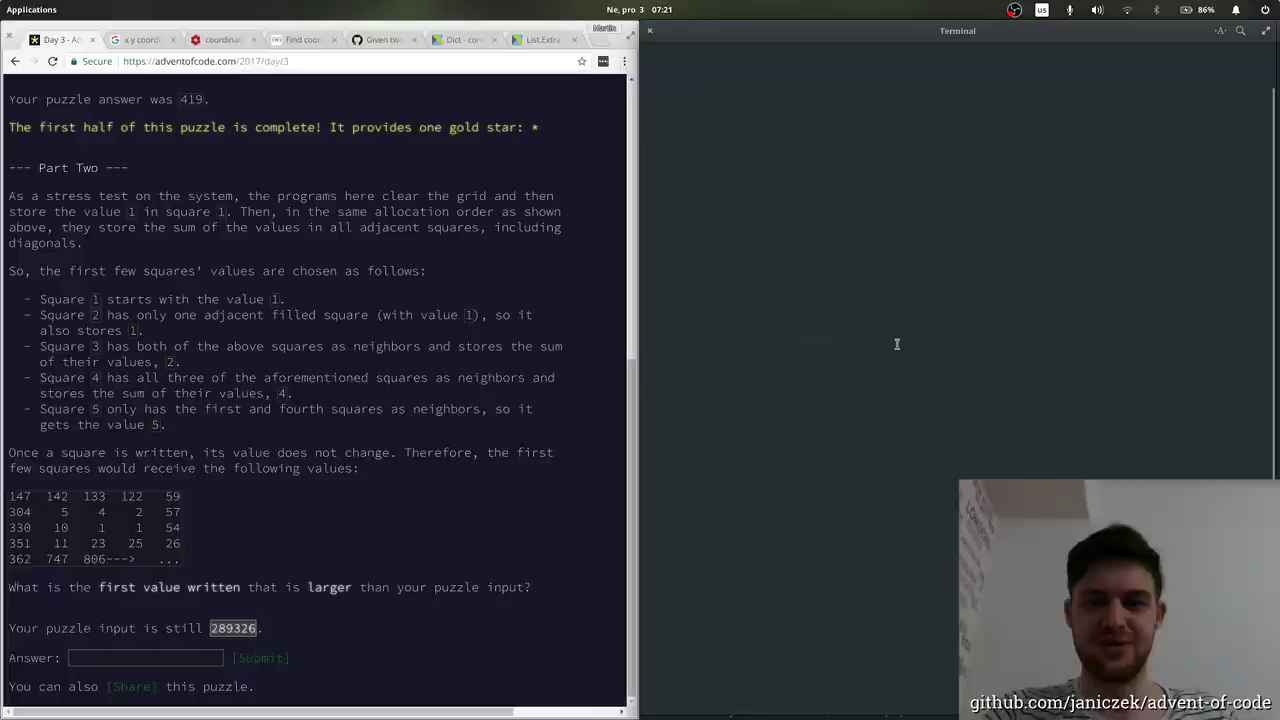 Applications
Ne, pro 3 07:21
us
86%
Martin
Day 3 - Adv
x y coordi
coordinat
Find coor
Given two
Dict - core
List.Extra
Secure
https://adventofcode.com/2017/day/3
Terminal
Your puzzle answer was 419.
The first half of this puzzle is complete! It provides one gold star: *
--- Part Two ---
As a stress test on the system, the programs here clear the grid and then
store the value 1 in square 1. Then, in the same allocation order as shown
above, they store the sum of the values in all adjacent squares, including
diagonals.
So, the first few squares' values are chosen as follows:
- Square 1 starts with the value 1.
- Square 2 has only one adjacent filled square (with value 1), so it
also stores 1.
- Square 3 has both of the above squares as neighbors and stores the sum
of their values, 2.
- Square 4 has all three of the aforementioned squares as neighbors and
stores the sum of their values, 4.
- Square 5 only has the first and fourth squares as neighbors, so it
gets the value 5.
Once a square is written, its value does not change. Therefore, the first
few squares would receive the following values:
147 142 133 122 59
304 5 4 2 57
330 10 1 1 54
351 11 23 25 26
362 747 806---> ...
What is the first value written that is larger than your puzzle input?
Your puzzle input is still 289326.
Answer: [Submit]
You can also [Share] this puzzle.
LONDON
github.com/janiczek/advent-of-code